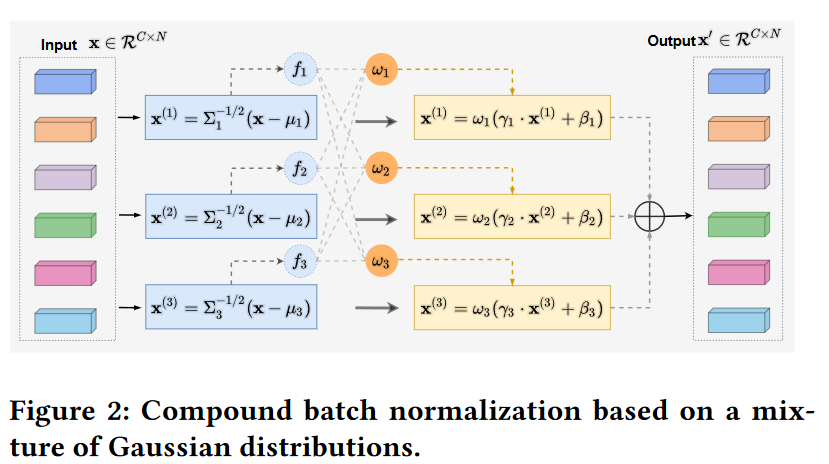 Input x ∈ R^{C×N}
Output x′ ∈ R^{C×N}
f₁ ω₁
x^{(1)} = Σ₁^{-1/2}(x − μ₁)
x^{(1)} = ω₁(γ₁ · x^{(1)} + β₁)
f₂ ω₂
x^{(2)} = Σ₂^{-1/2}(x − μ₂)
x^{(2)} = ω₂(γ₂ · x^{(2)} + β₂)
f₃ ω₃
x^{(3)} = Σ₃^{-1/2}(x − μ₃)
x^{(3)} = ω₃(γ₃ · x^{(3)} + β₃)
Figure 2: Compound batch normalization based on a mix-
ture of Gaussian distributions.